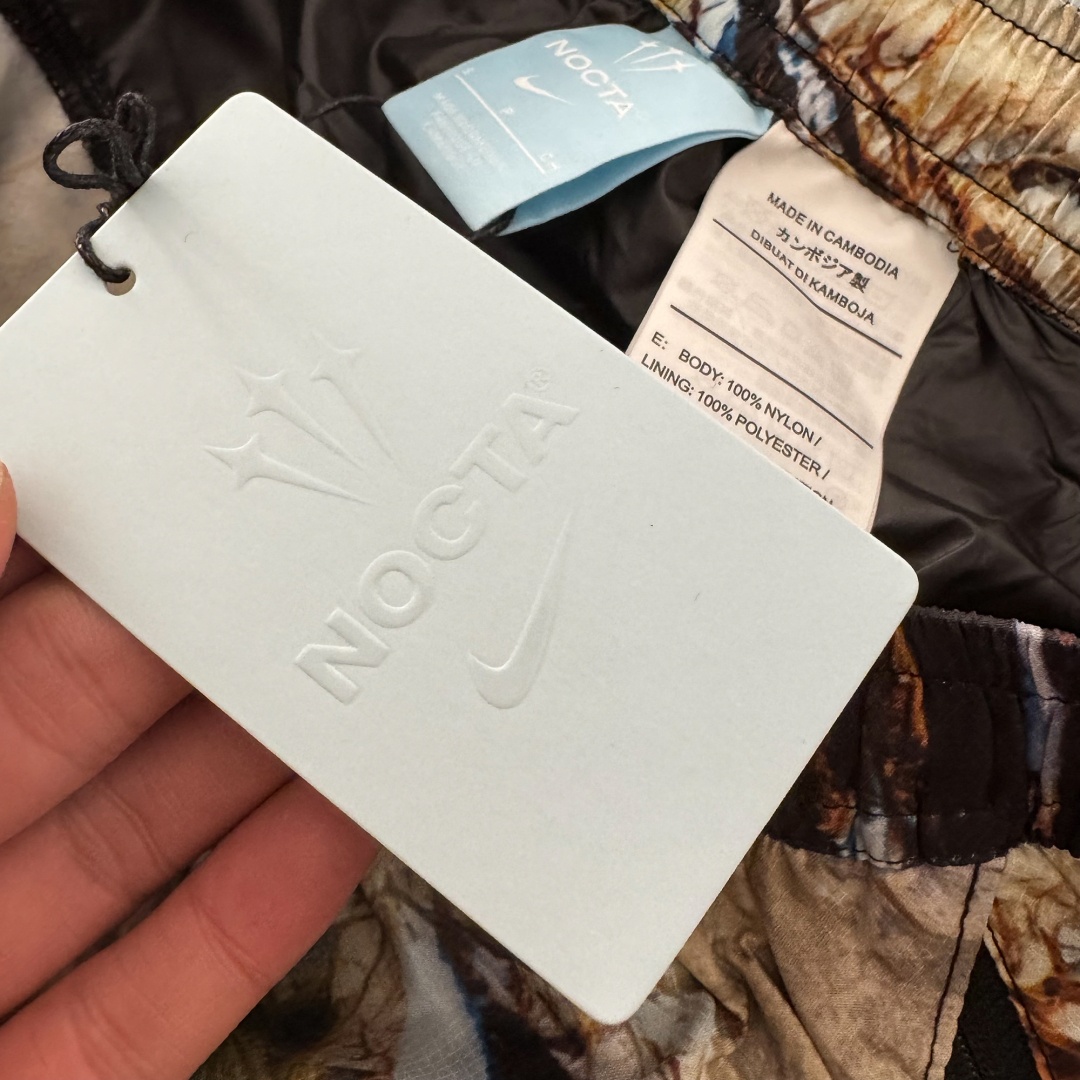 NOCTA
S
P
CH
MADE IN CAMBODIA
カンボジア製
DIBUAT DI KAMBOJA
E: BODY: 100% NYLON /
LINING: 100% POLYESTER /
NOCTA®